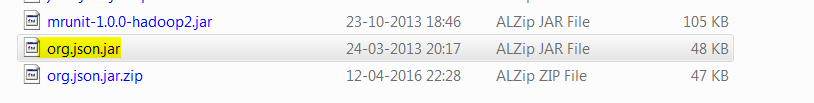 mrunit-1.0.0-hadoop2.jar 23-10-2013 18:46 ALZip JAR File 105 KB
org.json.jar 24-03-2013 20:17 ALZip JAR File 48 KB
org.json.jar.zip 12-04-2016 22:28 ALZip ZIP File 47 KB